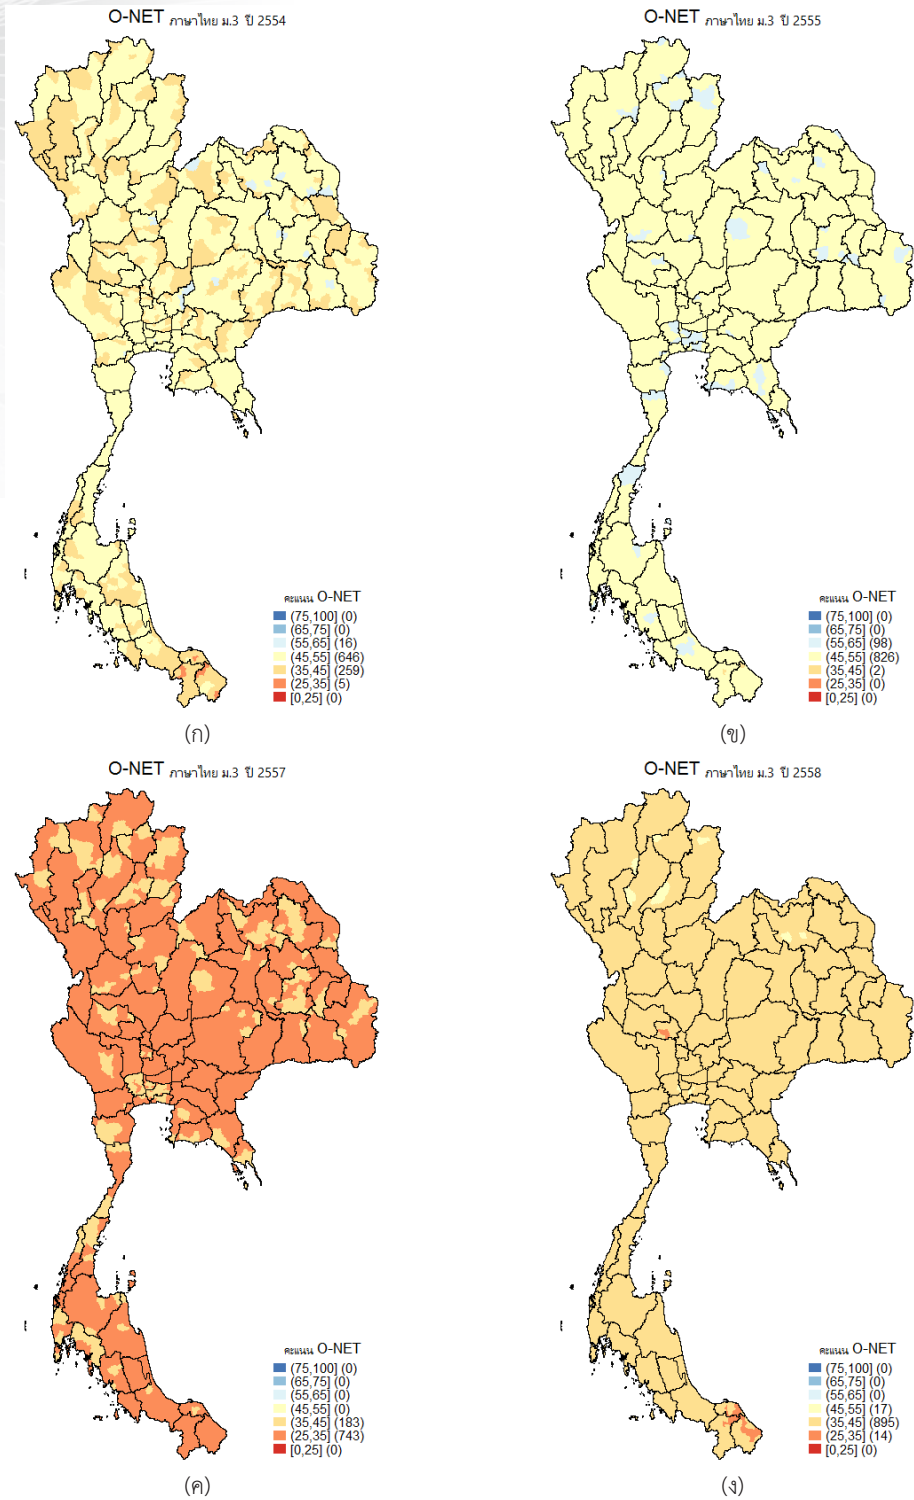 O-NET ภาษาไทย ม.3 ปี 2554
คะแนน O-NET
(75,100] (0)
(65,75] (0)
(55,65] (16)
(45,55] (646)
(35,45] (259)
(25,35] (5)
[0,25] (0)
(ก)
O-NET ภาษาไทย ม.3 ปี 2555
คะแนน O-NET
(75,100] (0)
(65,75] (0)
(55,65] (98)
(45,55] (826)
(35,45] (2)
(25,35] (0)
[0,25] (0)
(ข)
O-NET ภาษาไทย ม.3 ปี 2557
คะแนน O-NET
(75,100] (0)
(65,75] (0)
(55,65] (0)
(45,55] (0)
(35,45] (183)
(25,35] (743)
[0,25] (0)
(ค)
O-NET ภาษาไทย ม.3 ปี 2558
คะแนน O-NET
(75,100] (0)
(65,75] (0)
(55,65] (0)
(45,55] (17)
(35,45] (895)
(25,35] (14)
[0,25] (0)
(ง)